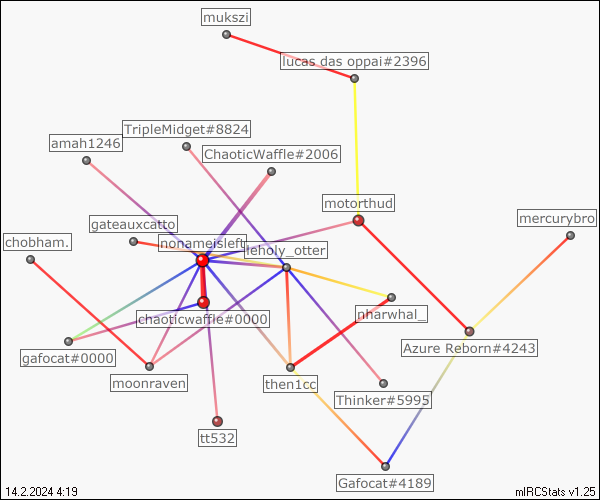 mukszi
lucas das oppai#2396
TripleMidget#8824
amah1246
ChaoticWaffle#2006
motorthud
mercurybro
gateauxcatto
chobham.
nonameisleft
leholy_otter
nharwhal_
chaoticwaffle#0000
Azure Reborn#4243
gafocat#0000
moonraven
then1cc
Thinker#5995
tt532
Gafocat#4189
14.2.2024 4:19
mIRCStats v1.25